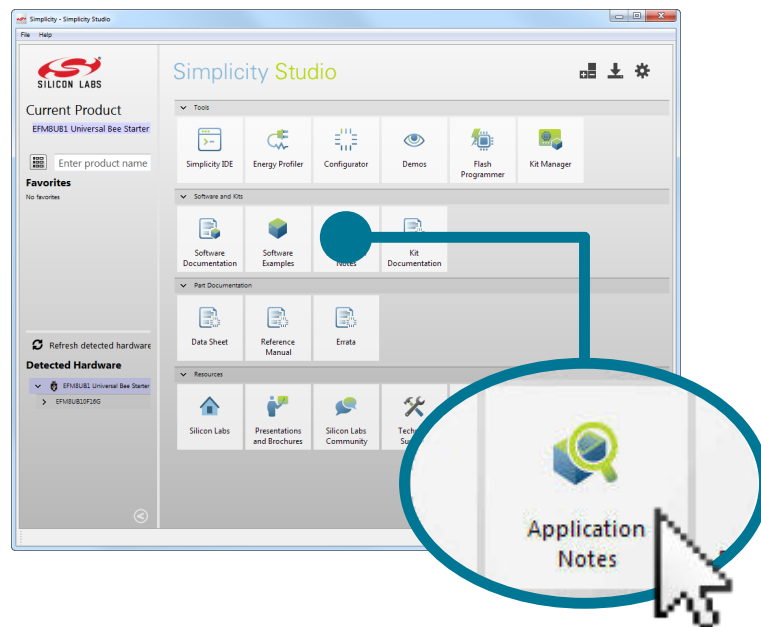 Simplicity - Simplicity Studio
File Help
SILICON LABS
Simplicity Studio
Current Product
EFM8UB1 Universal Bee Starter
Enter product name
Favorites
No favorites
Tools
Simplicity IDE
Energy Profiler
Configurator
Demos
Flash
Programmer
Kit Manager
Software and Kits
Software
Documentation
Software
Examples
Notes
Kit
Documentation
Part Documentation
Data Sheet
Reference
Manual
Errata
Refresh detected hardware
Detected Hardware
EFM8UB1 Universal Bee Starter
EFM8UB10F16G
Resources
Silicon Labs
Presentations
and Brochures
Silicon Labs
Community
Application
Notes